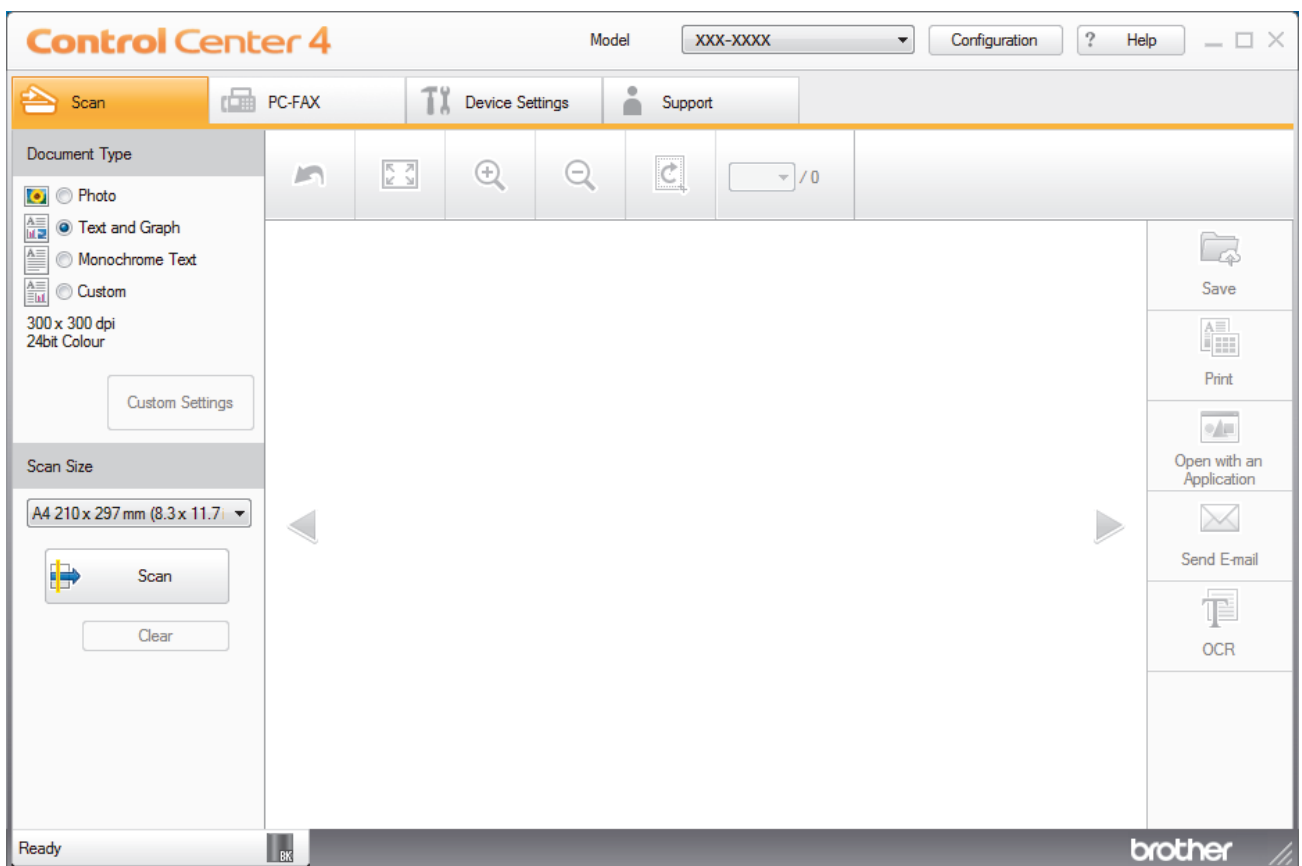 Control Center 4
Model
XXX-XXXX
Configuration
? Help
Scan
PC-FAX
Device Settings
Support
Document Type
/ 0
Photo
Text and Graph
Monochrome Text
Custom
300 x 300 dpi
24bit Colour
Custom Settings
Scan Size
A4 210 x 297 mm (8.3 x 11.7
Scan
Clear
Save
Print
Open with an
Application
Send E-mail
OCR
Ready
BK
brother